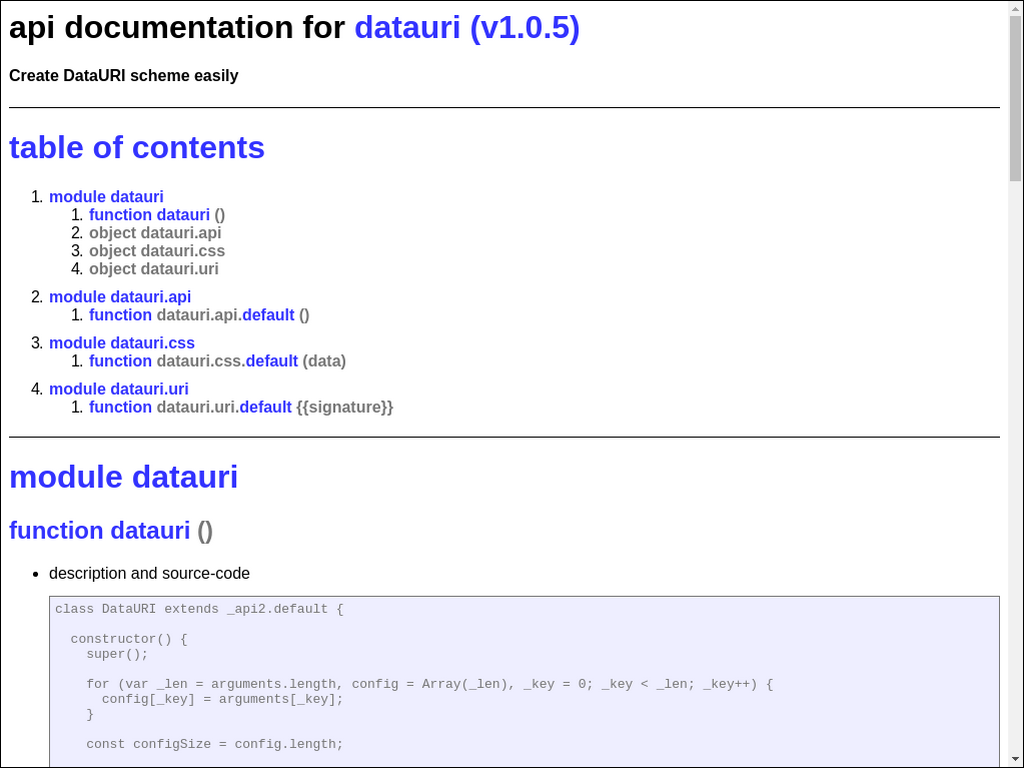 api documentation for datauri (v1.0.5)
Create DataURI scheme easily
table of contents
1. module datauri
1. function datauri ()
2. object datauri.api
3. object datauri.css
4. object datauri.uri
2. module datauri.api
1. function datauri.api.default ()
3. module datauri.css
1. function datauri.css.default (data)
4. module datauri.uri
1. function datauri.uri.default {{signature}}
module datauri
function datauri ()
• description and source-code
class DataURI extends _api2.default {
constructor() {
super();
for (var _len = arguments.length, config = Array(_len), _key = 0; _key < _len; _key++) {
config[_key] = arguments[_key];
}
const configSize = config.length;